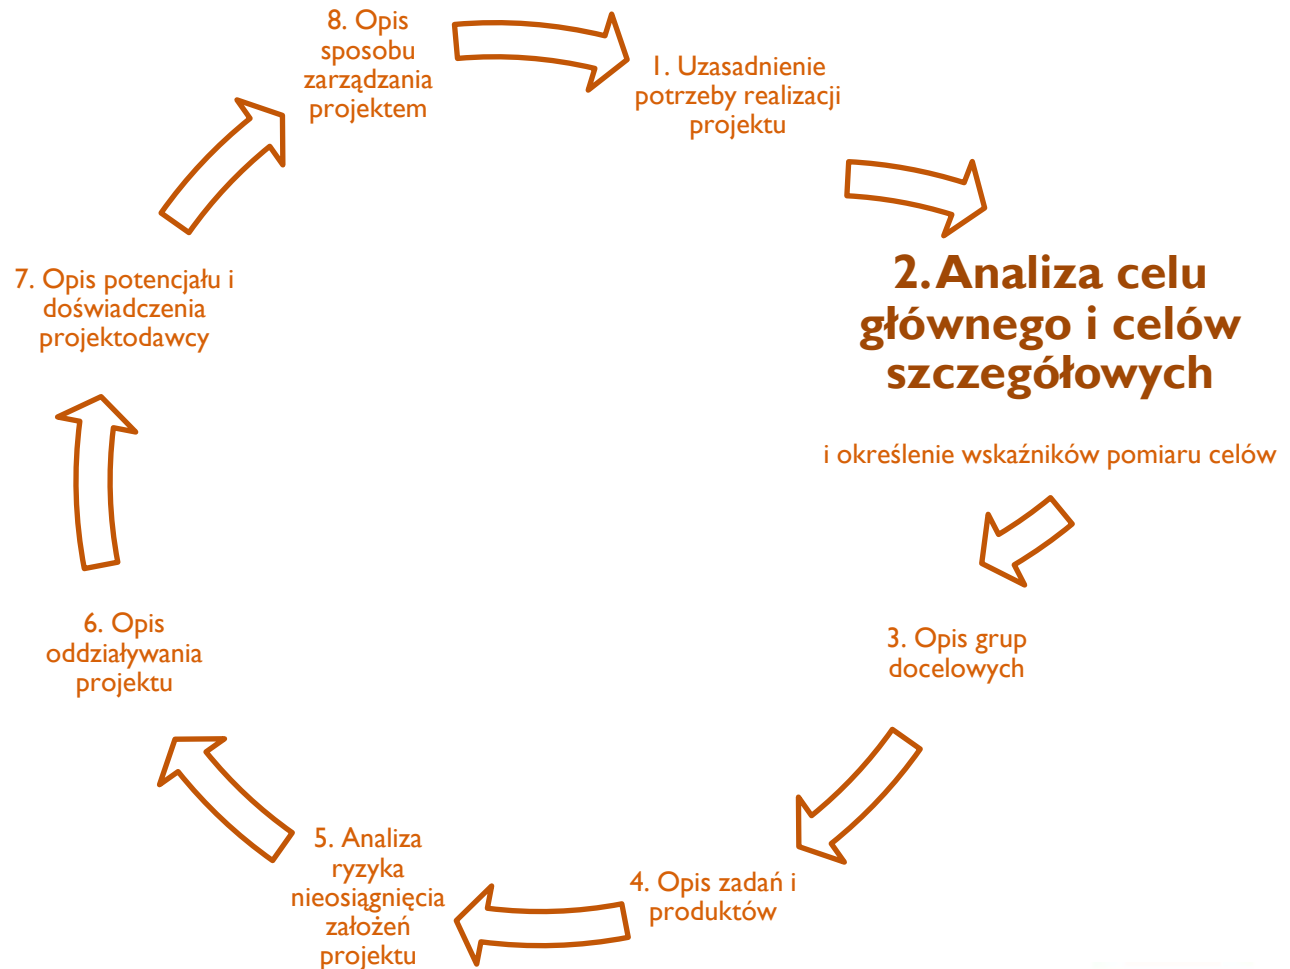 8. Opis
sposobu
zarządzania
projektem
1. Uzasadnienie
potrzeby realizacji
projektu
2. Analiza celu
głównego i celów
szczegółowych
i określenie wskaźników pomiaru celów
3. Opis grup
docelowych
4. Opis zadań i
produktów
5. Analiza
ryzyka
nieosiągnięcia
założeń
projektu
6. Opis
oddziaływania
projektu
7. Opis potencjału i
doświadczenia
projektodawcy